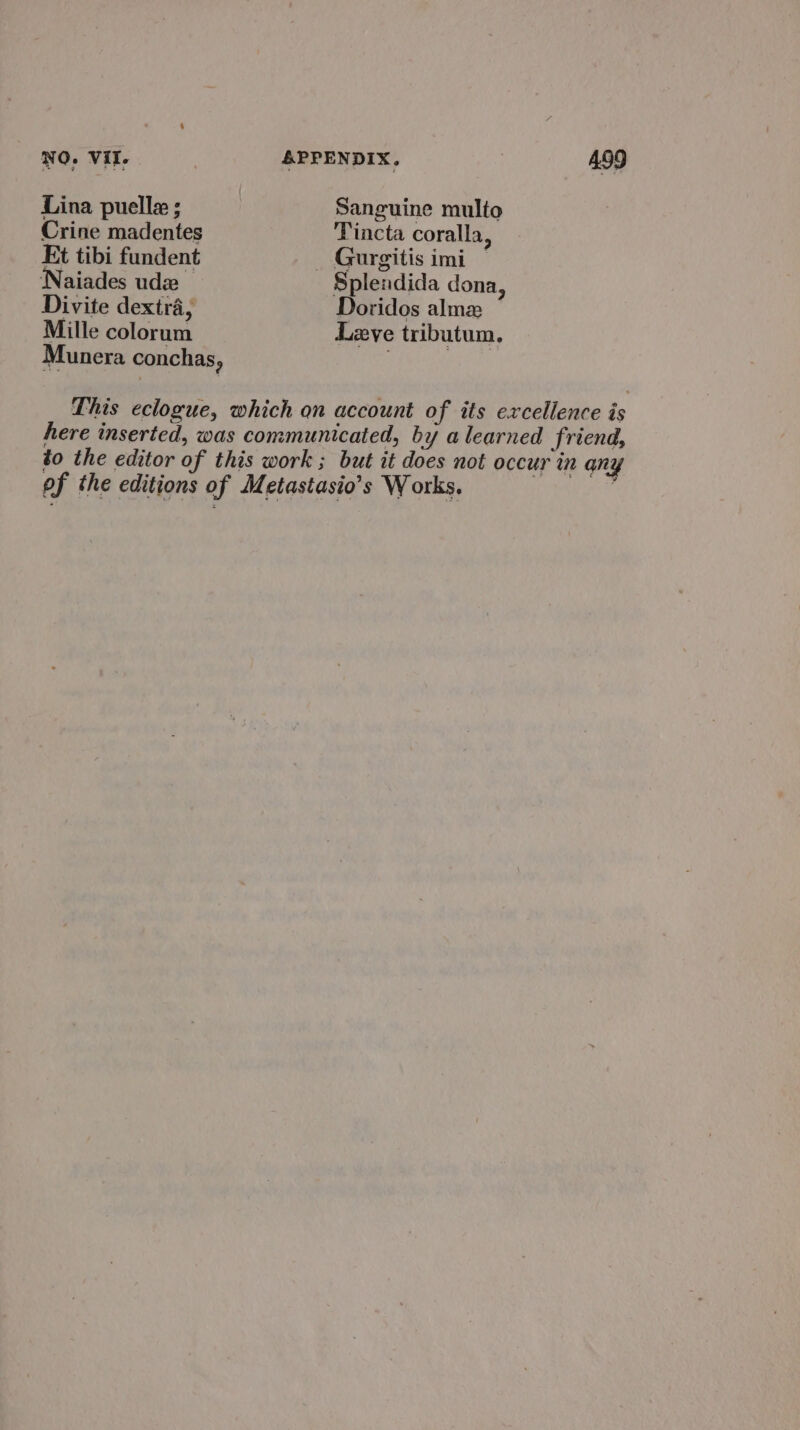 NO. VII. APPENDIX. 499
Lina puellæ;
Crine madentes
Et tibi fundent
Naiades udæ
Divite dextrâ,
Mille colorum
Munera conchas,
Sanguine multo
Tincta coralla,
Gurgitis imi
Splendida dona,
Doridos almæ
Læve tributum.
This eclogue, which on account of its excellence is
here inserted, was communicated, by a learned friend,
to the editor of this work; but it does not occur in any
of the editions of Metastasio's Works.